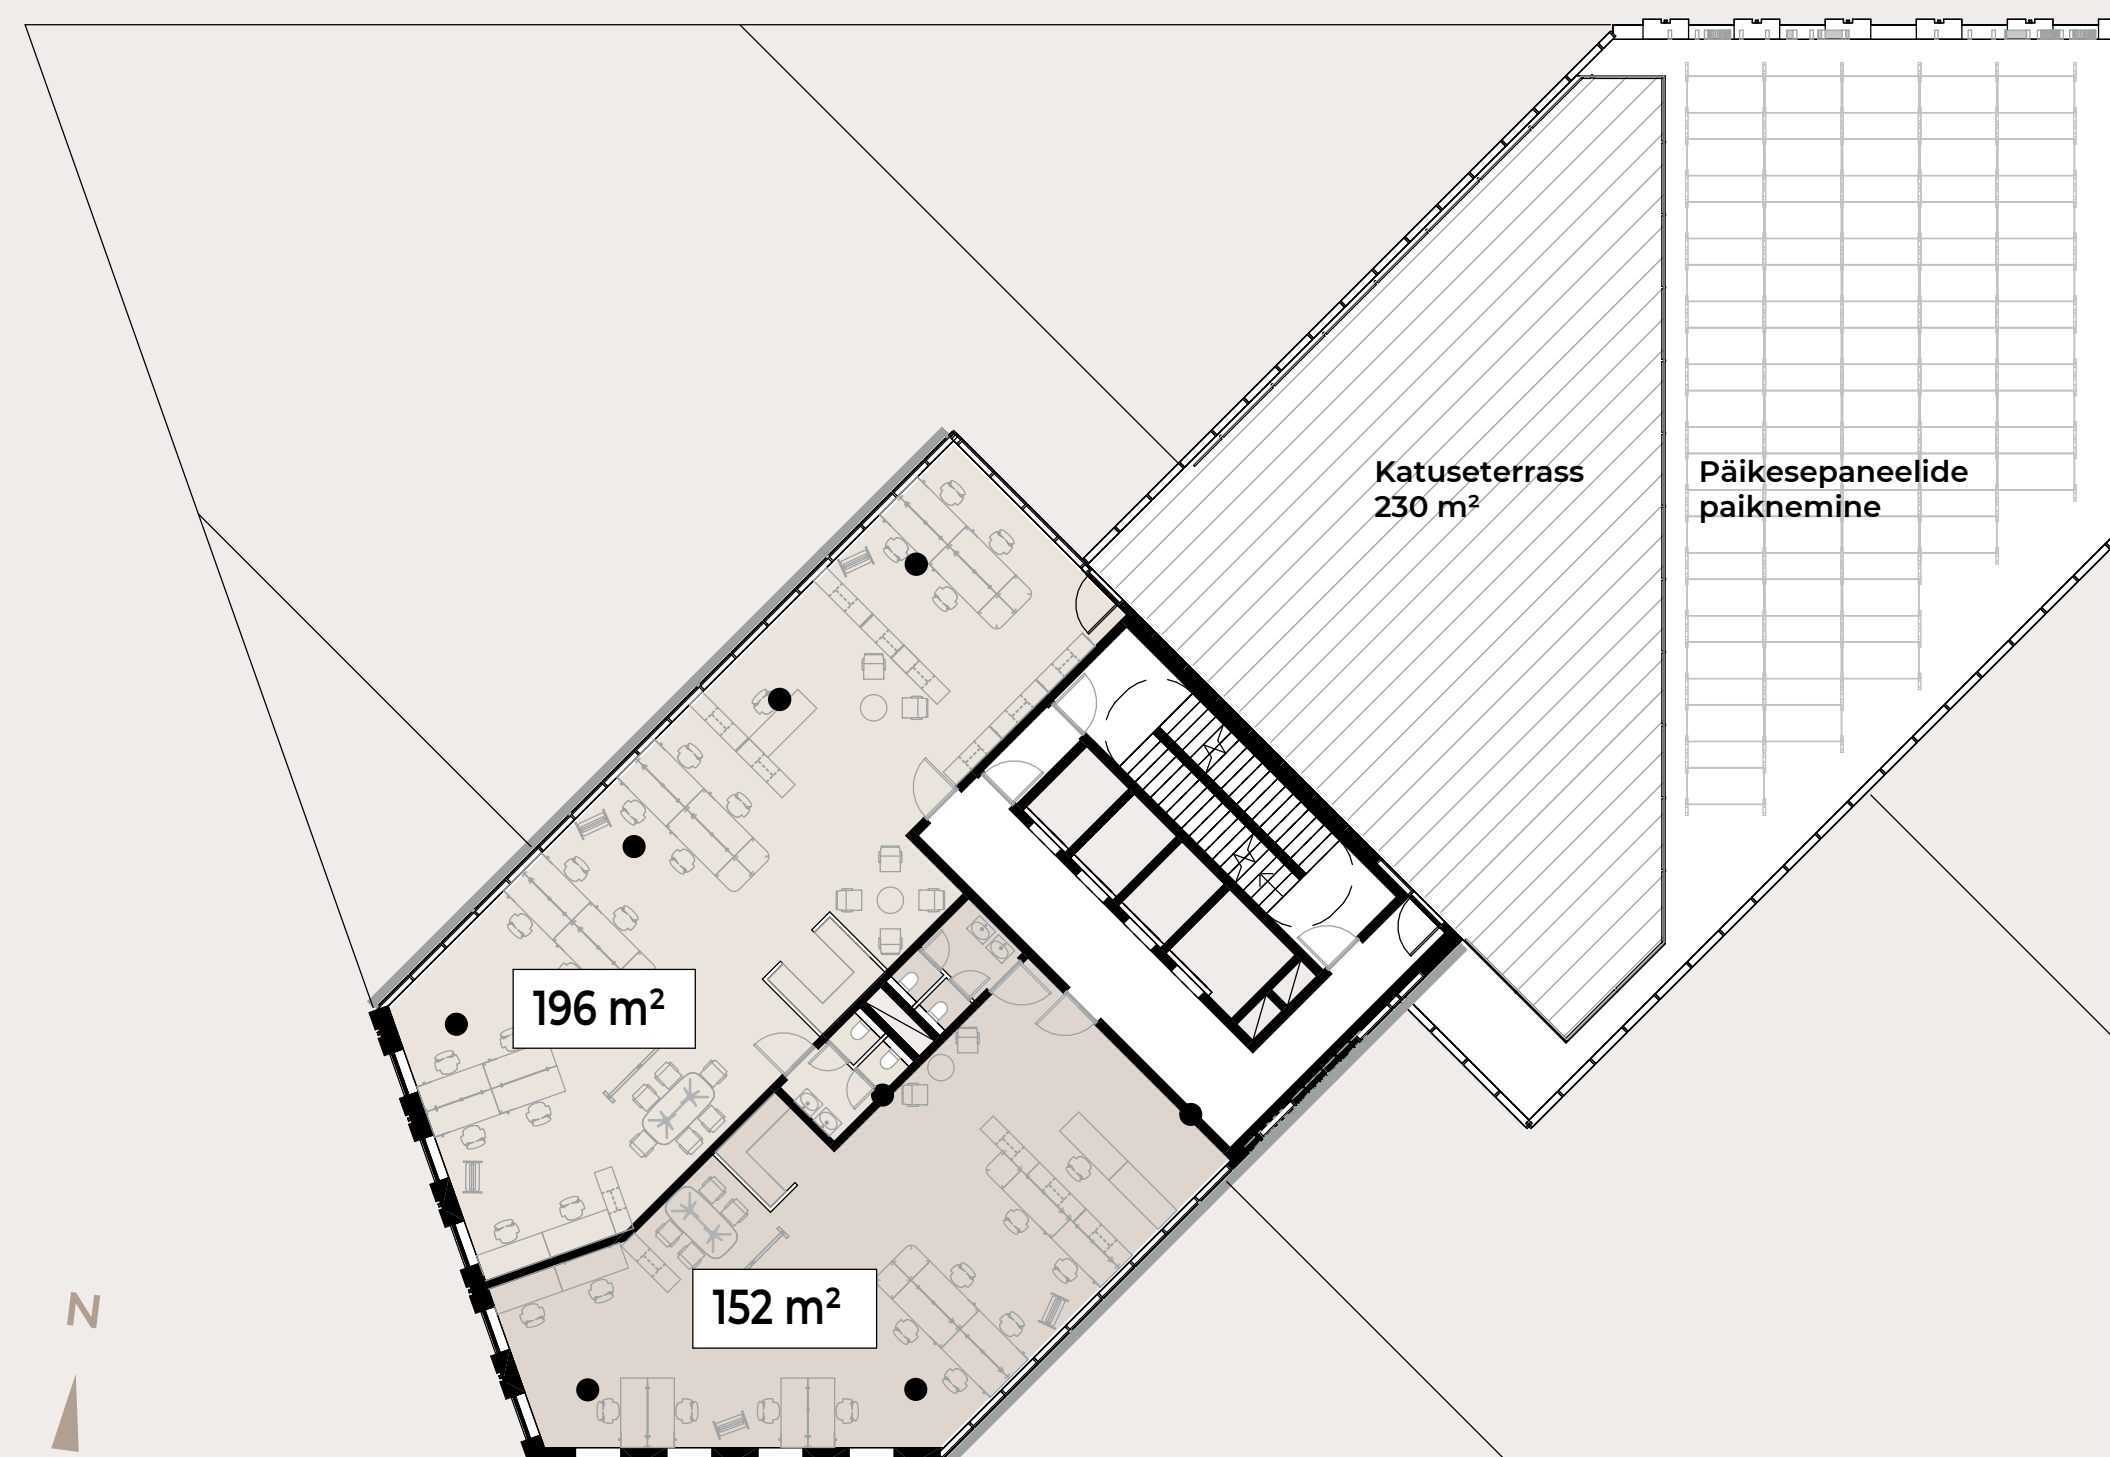 Katuseterrass
230 m²
Päikesepaneelide
paiknemine
196 m²
152 m²
N